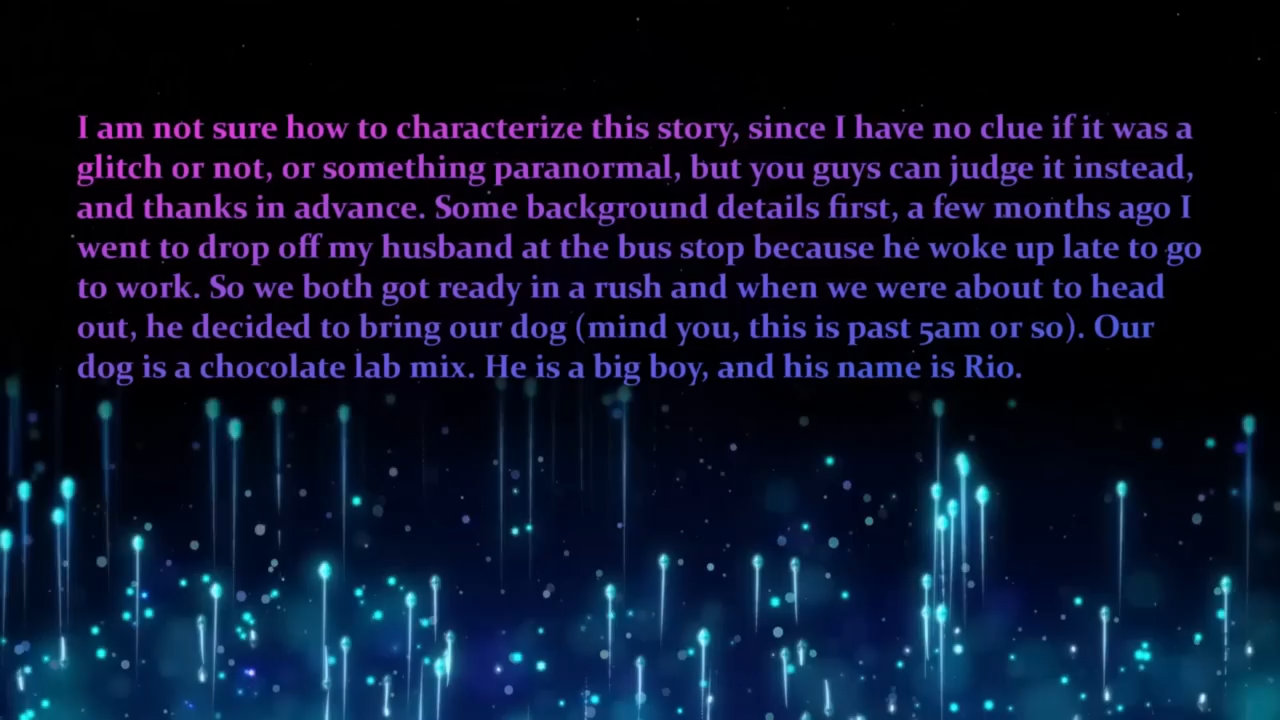 I am not sure how to characterize this story, since I have no clue if it was a
glitch or not, or something paranormal, but you guys can judge it instead,
and thanks in advance. Some background details first, a few months ago I
went to drop off my husband at the bus stop because he woke up late to go
to work. So we both got ready in a rush and when we were about to head
out, he decided to bring our dog (mind you, this is past 5am or so). Our
dog is a chocolate lab mix. He is a big boy, and his name is Rio.